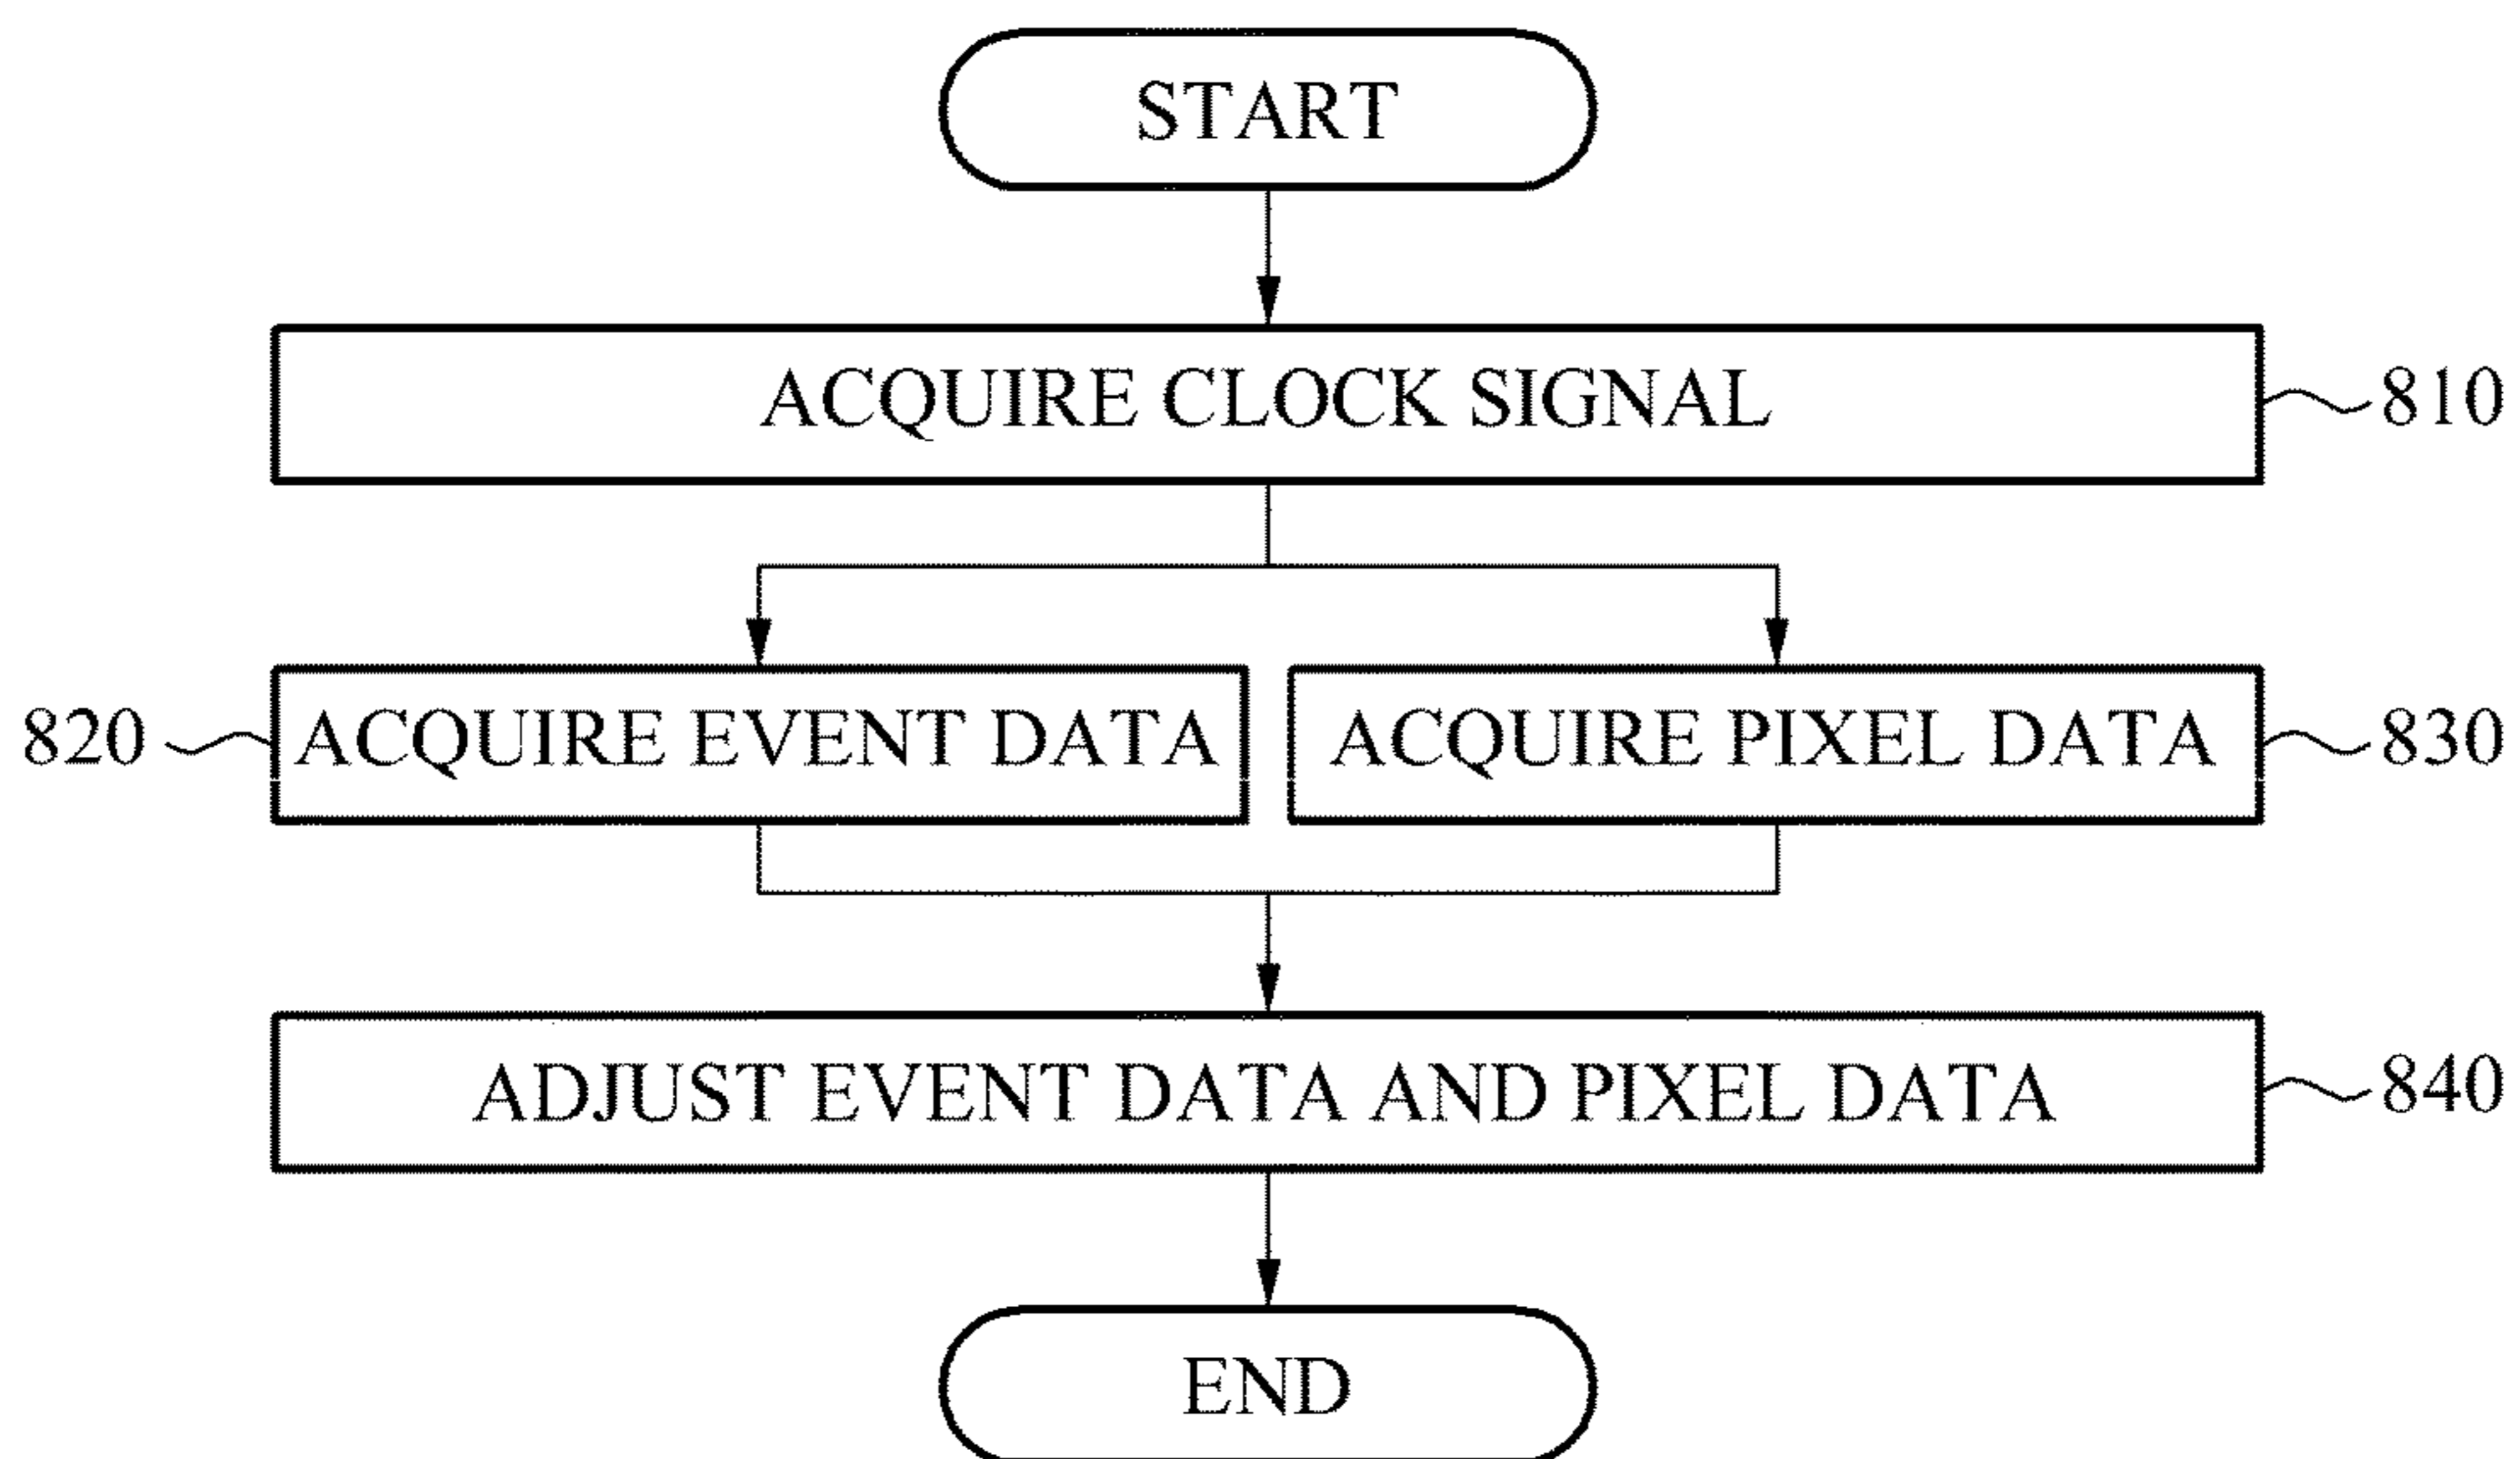 START
ACQUIRE CLOCK SIGNAL
810
820
ACQUIRE EVENT DATA
ACQUIRE PIXEL DATA
830
ADJUST EVENT DATA AND PIXEL DATA
840
END